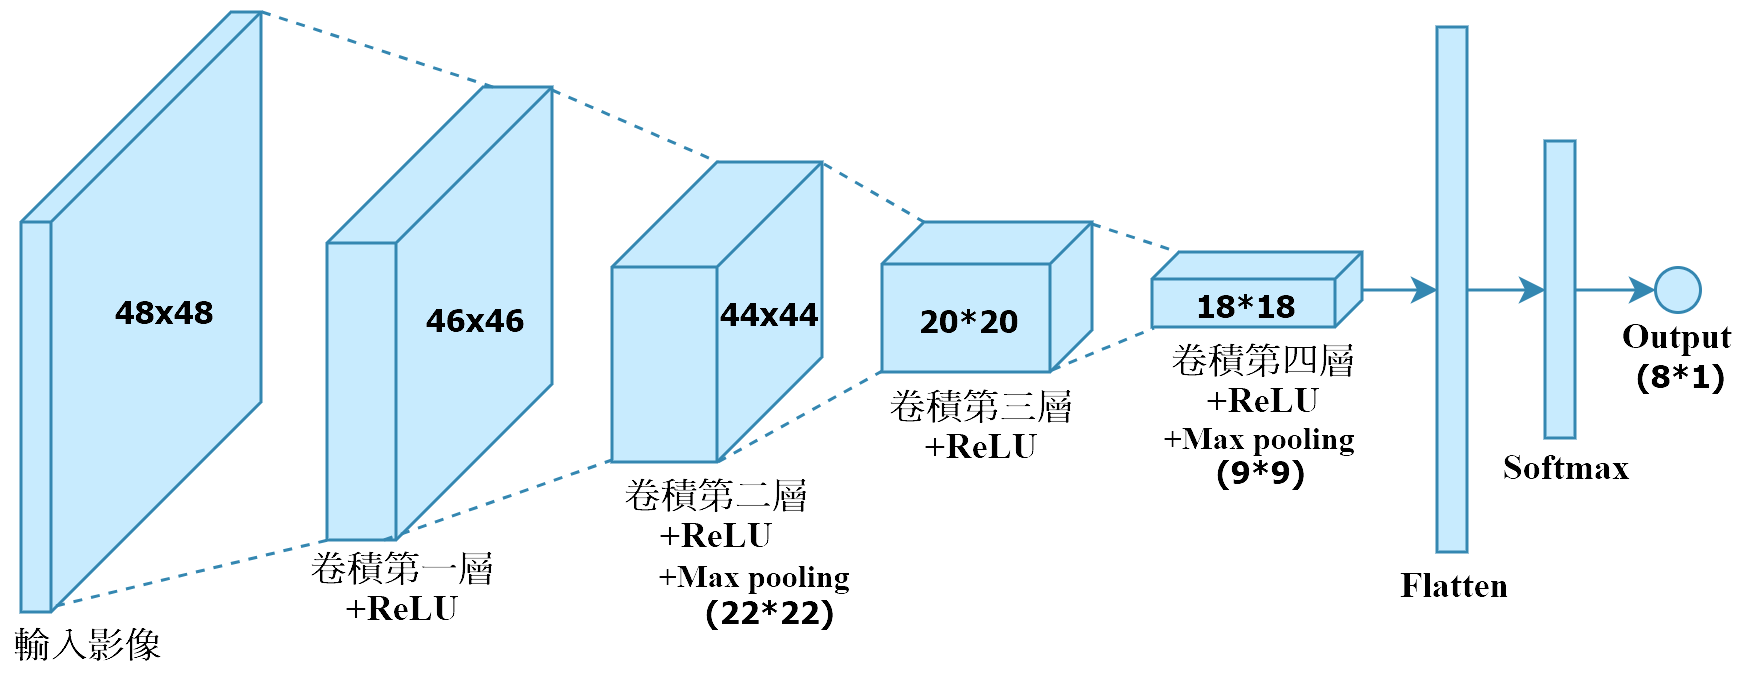 48x48
輸入影像
46x46
卷積第一層
+ReLU
44x44
卷積第二層
+ReLU
+Max pooling
(22*22)
20*20
卷積第三層
+ReLU
18*18
卷積第四層
+ReLU
+Max pooling
(9*9)
Flatten
Softmax
Output
(8*1)